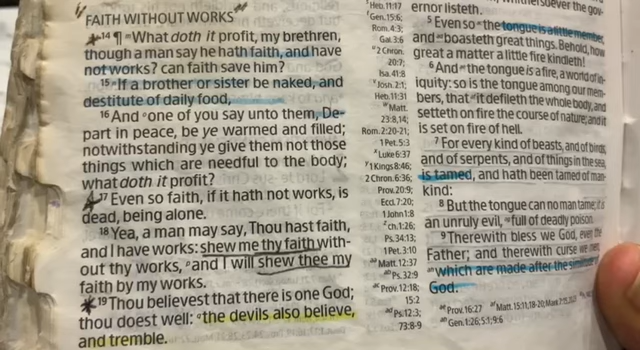 FAITH WITHOUT WORKS
14 ¶ What doth it profit, my brethren,
though a man say he hath faith, and have
not works? can faith save him?
15 If a brother or sister be naked, and
destitute of daily food,
16 And one of you say unto them, De-
part in peace, be ye warmed and filled;
notwithstanding ye give them not those
things which are needful to the body;
what doth it profit?
17 Even so faith, if it hath not works, is
dead, being alone.
18 Yea, a man may say, Thou hast faith,
and I have works: shew me thy faith with-
out thy works, and I will shew thee my
faith by my works.
19 Thou believest that there is one God;
thou doest well: the devils also believe,
and tremble.
Heb.11:17
Gen.15:6;
Rom.4:3;
Gal.3:6
2 Chron.
20:7;
Isa.41:8
Josh.2:1;
Heb.11:31
Matt.
23:8,14;
Rom.2:20-21;
1 Pet.5:3
Luke 6:37
1 Kings 8:46;
2 Chron.6:36;
Prov.20:9;
Eccl.7:20;
1 John 1:8
ch.1:26;
Ps.34:13;
1 Pet.3:10
Matt.12:37
Ps.32:9
Prov.12:18;
15:2
Ps.12:3;
73:8-9
whithersoever the gov-
ernor listeth.
5 Even so the tongue is a little member,
and boasteth great things. Behold, how
great a matter a little fire kindleth!
6 And the tongue is a fire, a world of in-
iquity: so is the tongue among our mem-
bers, that it defileth the whole body, and
setteth on fire the course of nature; and it
is set on fire of hell.
7 For every kind of beasts, and of birds,
and of serpents, and of things in the sea,
is tamed, and hath been tamed of man-
kind:
8 But the tongue can no man tame; it is
an unruly evil, full of deadly poison.
9 Therewith bless we God, even the
Father; and therewith curse we men,
which are made after the similitude of
God.
Prov.16:27 Matt.15:11,18-20;
Gen.1:26; 5:1; 9:6